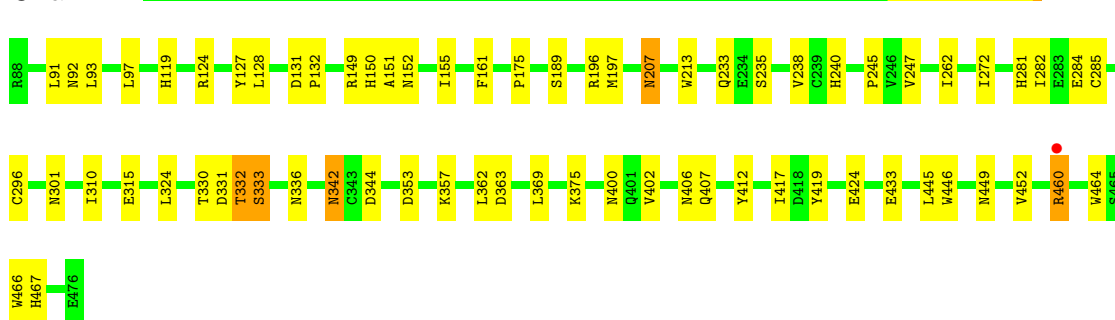 R88 L91 N92 L93 L97 H119 R124 Y127 L128 D131 P132 R149 H150 A151 N152 I155 F161 P175 S189 R196 M197 N207 W213 Q233 E234 S235 V238 C239 H240 P245 V246 V247 I262 I272 H281 I282 E283 E284 C285
C296 N301 I310 E315 L324 T330 D331 T332 S333 N336 N342 C343 D344 D353 K357 L362 D363 L369 K375 N400 Q401 V402 N406 Q407 Y412 I417 D418 Y419 E424 E433 L445 W446 N449 V452 R460 W464 S465
W466 H467 E476